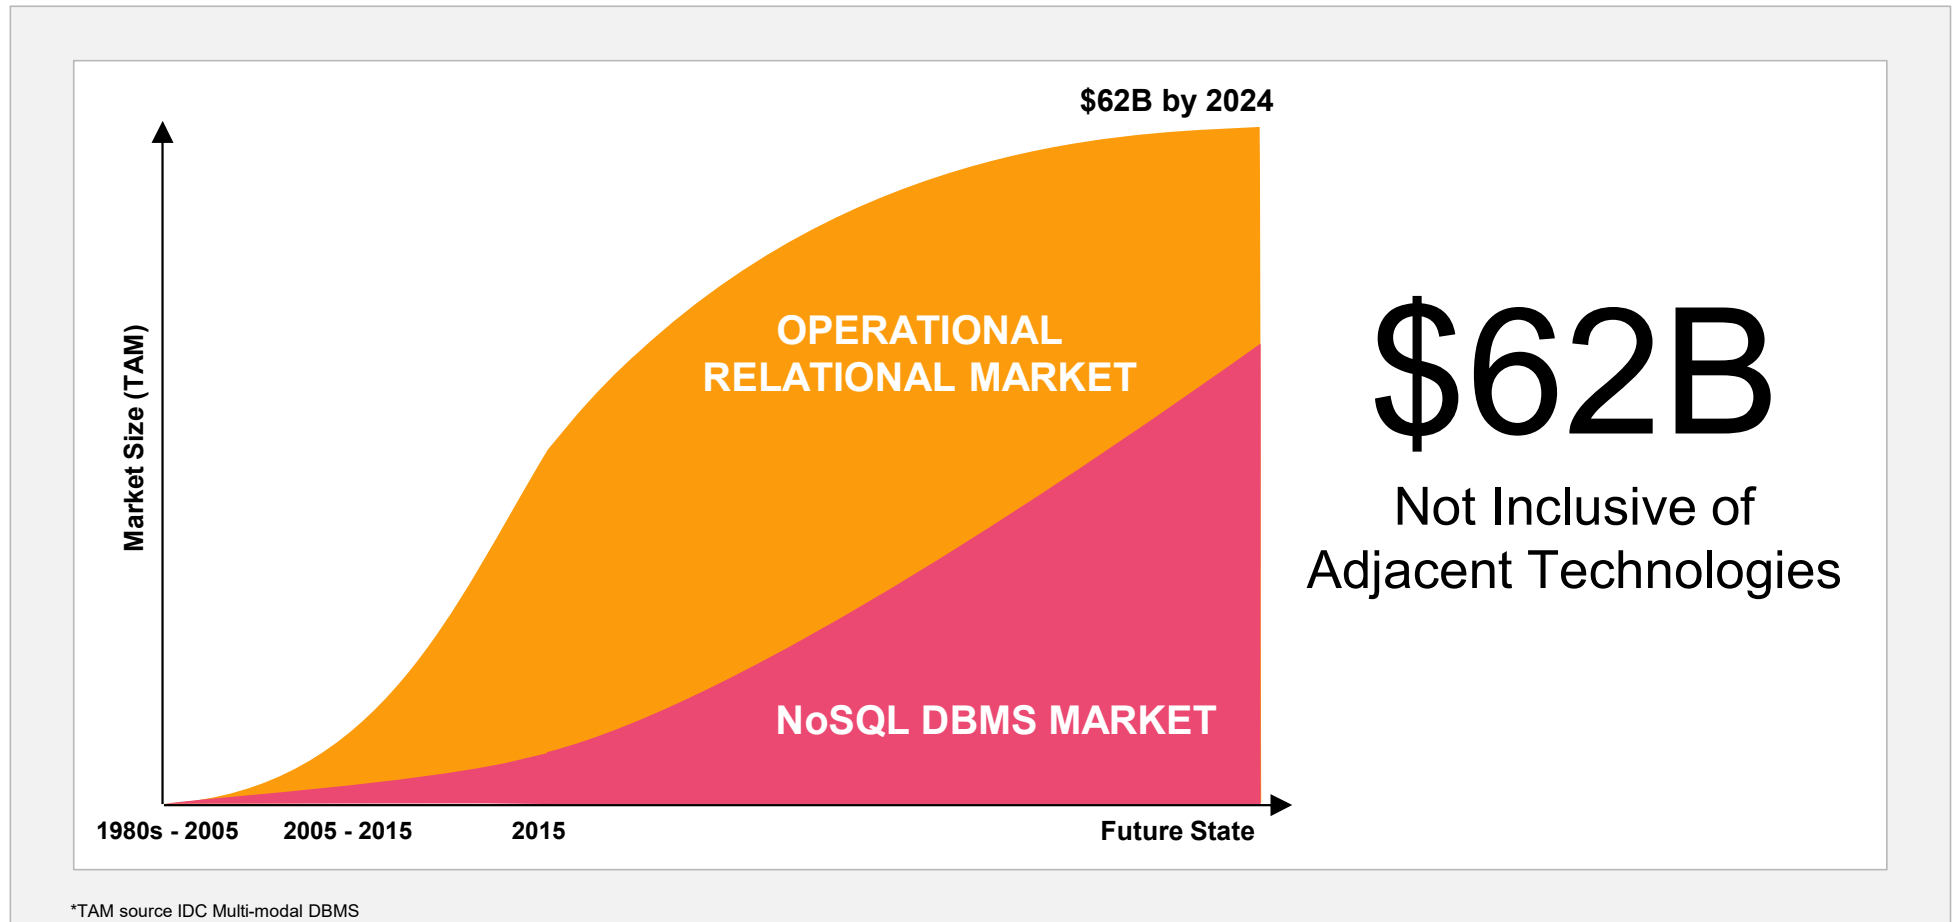 $62B by 2024
Market Size (TAM)
OPERATIONAL
RELATIONAL MARKET
NoSQL DBMS MARKET
1980s - 2005
2005 - 2015
2015
Future State
$62B
Not Inclusive of
Adjacent Technologies
*TAM source IDC Multi-modal DBMS